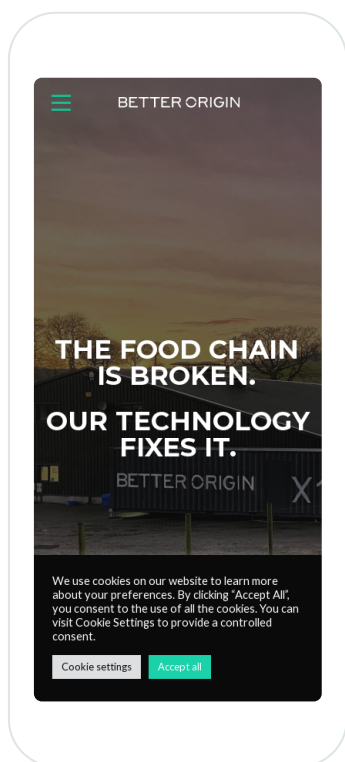 BETTER ORIGIN
THE FOOD CHAIN
IS BROKEN.
OUR TECHNOLOGY
FIXES IT.
BETTER ORIGIN X1
We use cookies on our website to learn more
about your preferences. By clicking “Accept All”,
you consent to the use of all the cookies. You can
visit Cookie Settings to provide a controlled
consent.
Cookie settings Accept all